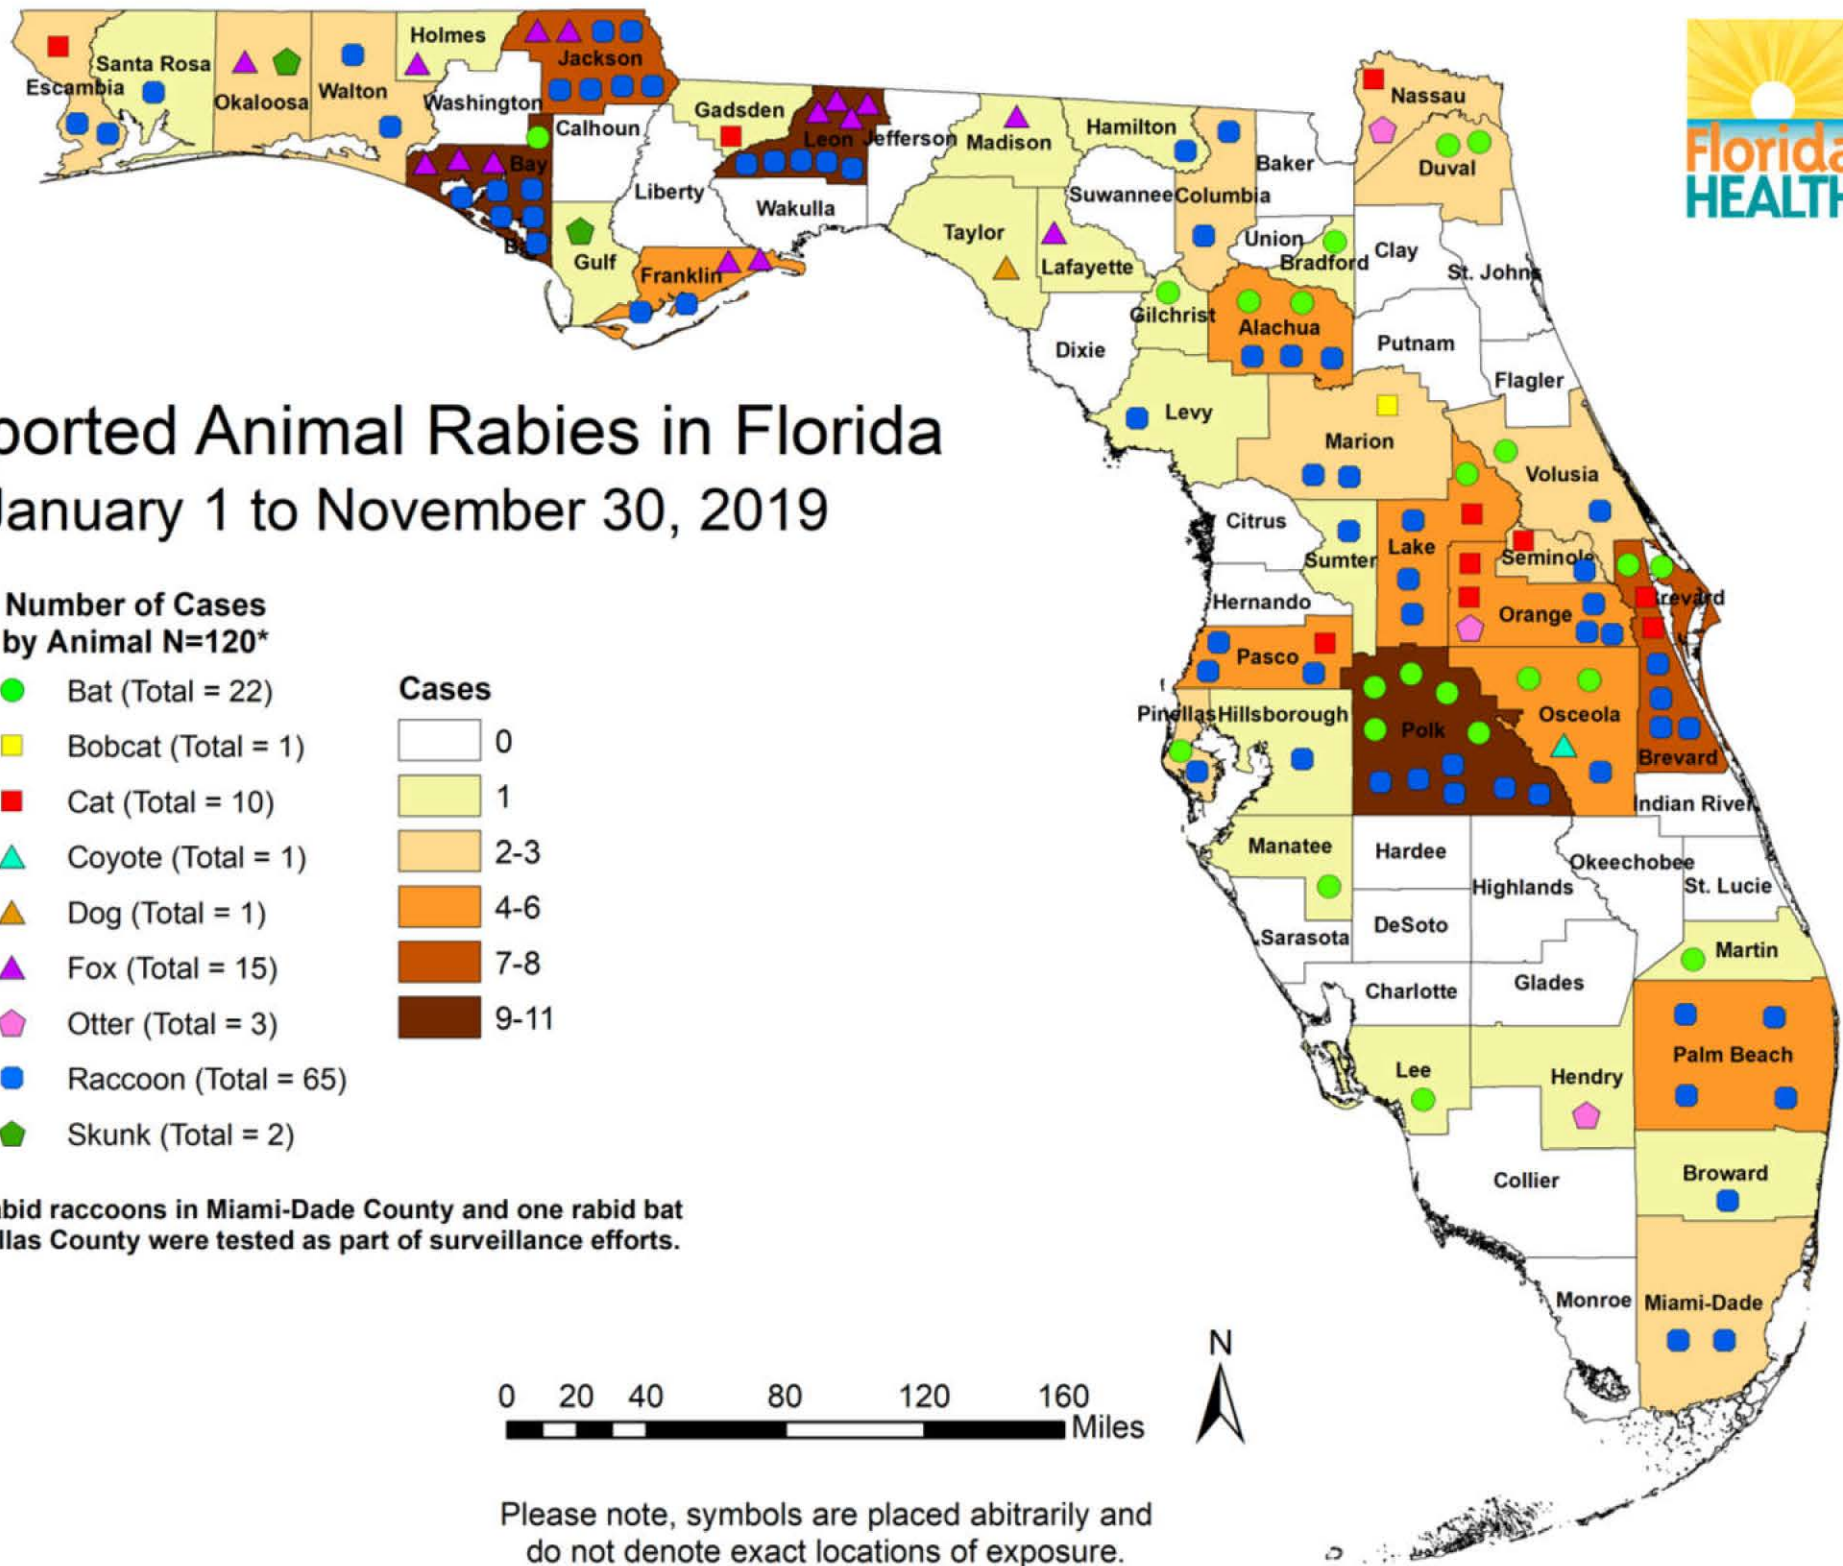 Holmes
Jackson
Santa Rosa
Escambia
Okaloosa
Walton
Washington
Calhoun
Gadsden
Leon
Jefferson
Madison
Hamilton
Nassau
Duval
Baker
Bay
Liberty
Wakulla
Suwannee
Columbia
Taylor
Lafayette
Union
Bradford
Clay
St. Johns
Gulf
Franklin
Gilchrist
Alachua
Dixie
Putnam
Flagler
Levy
Marion
Volusia
Citrus
Sumter
Lake
Seminole
Hernando
Orange
Brevard
Pasco
Pinellas
Hillsborough
Polk
Osceola
Brevard
Indian River
Manatee
Hardee
Okeechobee
Highlands
St. Lucie
Sarasota
DeSoto
Martin
Charlotte
Glades
Lee
Hendry
Palm Beach
Collier
Broward
Monroe
Miami-Dade
Florida
HEALTH
ported Animal Rabies in Florida
January 1 to November 30, 2019
Number of Cases
by Animal N=120*
Bat (Total = 22)
Bobcat (Total = 1)
Cat (Total = 10)
Coyote (Total = 1)
Dog (Total = 1)
Fox (Total = 15)
Otter (Total = 3)
Raccoon (Total = 65)
Skunk (Total = 2)
Cases
0
1
2-3
4-6
7-8
9-11
abid raccoons in Miami-Dade County and one rabid bat
llas County were tested as part of surveillance efforts.
0 20 40 80 120 160
Miles
N
Please note, symbols are placed abitrarily and
do not denote exact locations of exposure.